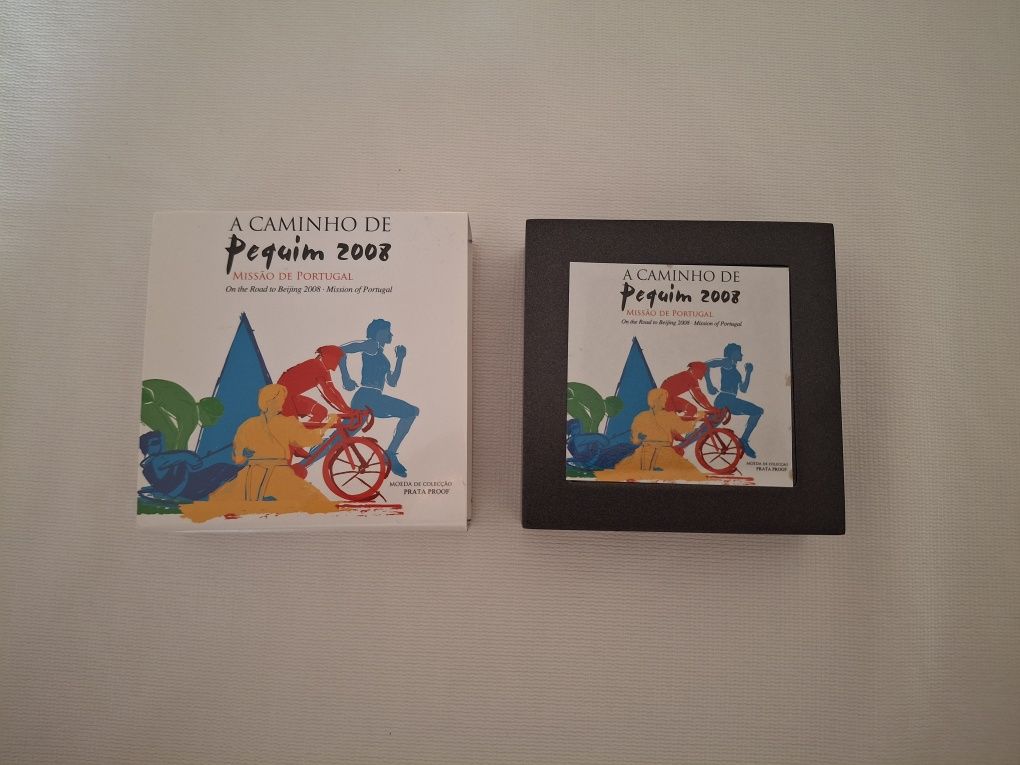 A CAMINHO DE
Pequim 2008
MISSÃO DE PORTUGAL
On the Road to Beijing 2008 · Mission of Portugal
MOEDA DE COLECÇÃO
PRATA PROOF
A CAMINHO DE
Pequim 2008
MISSÃO DE PORTUGAL
On the Road to Beijing 2008 · Mission of Portugal
MOEDA DE COLECÇÃO
PRATA PROOF